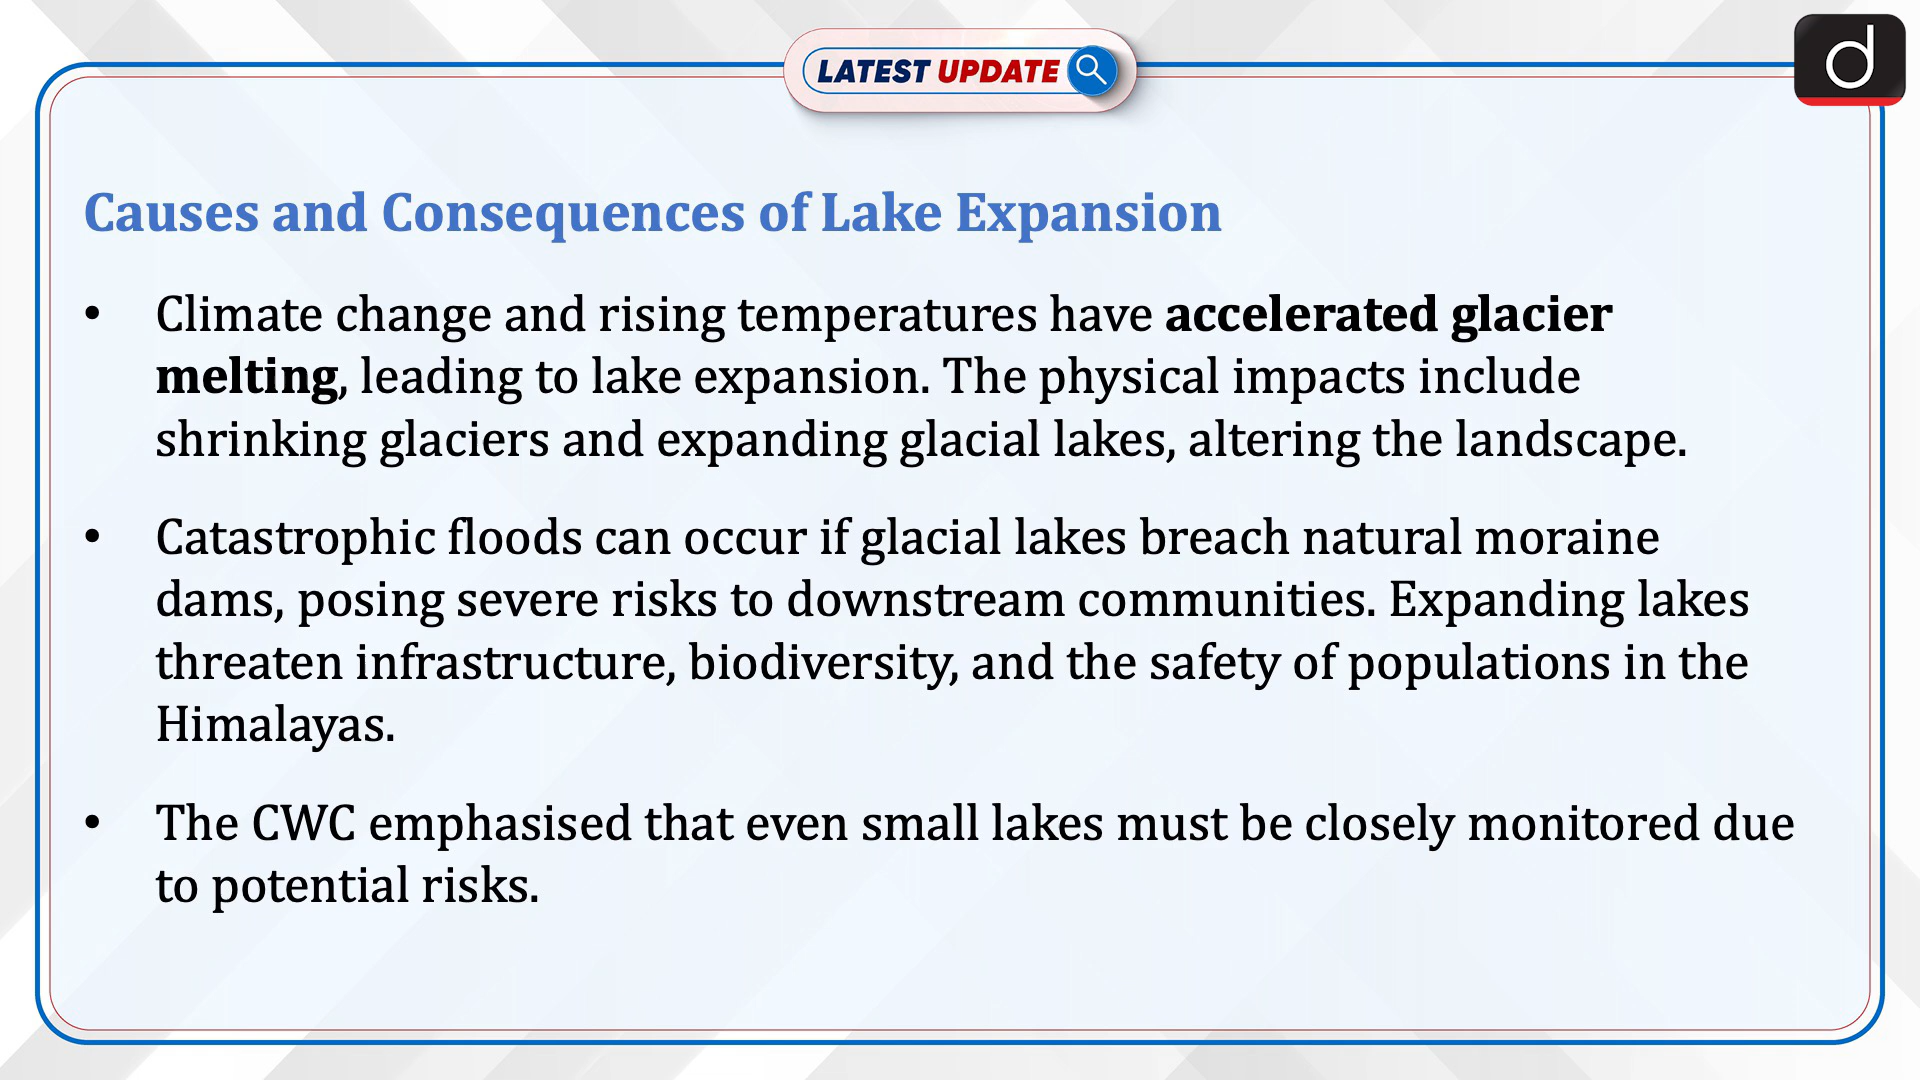 LATEST UPDATE
d
Causes and Consequences of Lake Expansion
• Climate change and rising temperatures have accelerated glacier
melting, leading to lake expansion. The physical impacts include
shrinking glaciers and expanding glacial lakes, altering the landscape.
• Catastrophic floods can occur if glacial lakes breach natural moraine
dams, posing severe risks to downstream communities. Expanding lakes
threaten infrastructure, biodiversity, and the safety of populations in the
Himalayas.
• The CWC emphasised that even small lakes must be closely monitored due
to potential risks.